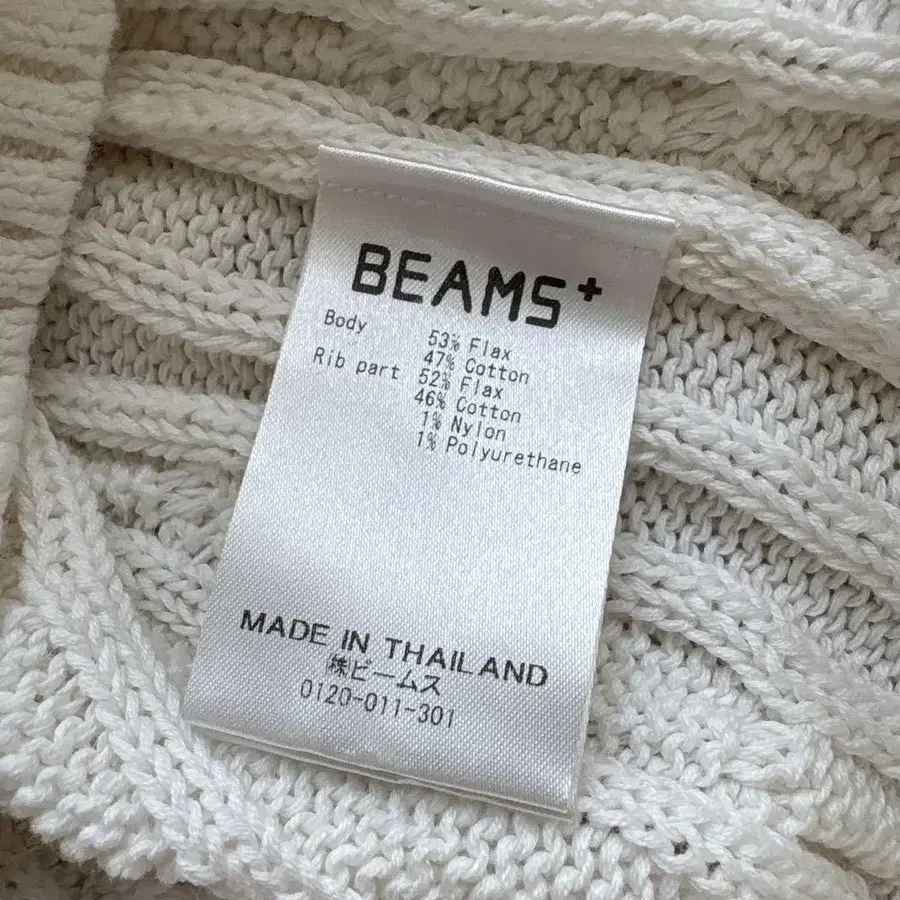 BEAMS+
Body 53% Flax
47% Cotton
Rib part 52% Flax
46% Cotton
1% Nylon
1% Polyurethane
MADE IN THAILAND
㈱ビームス
0120-011-301